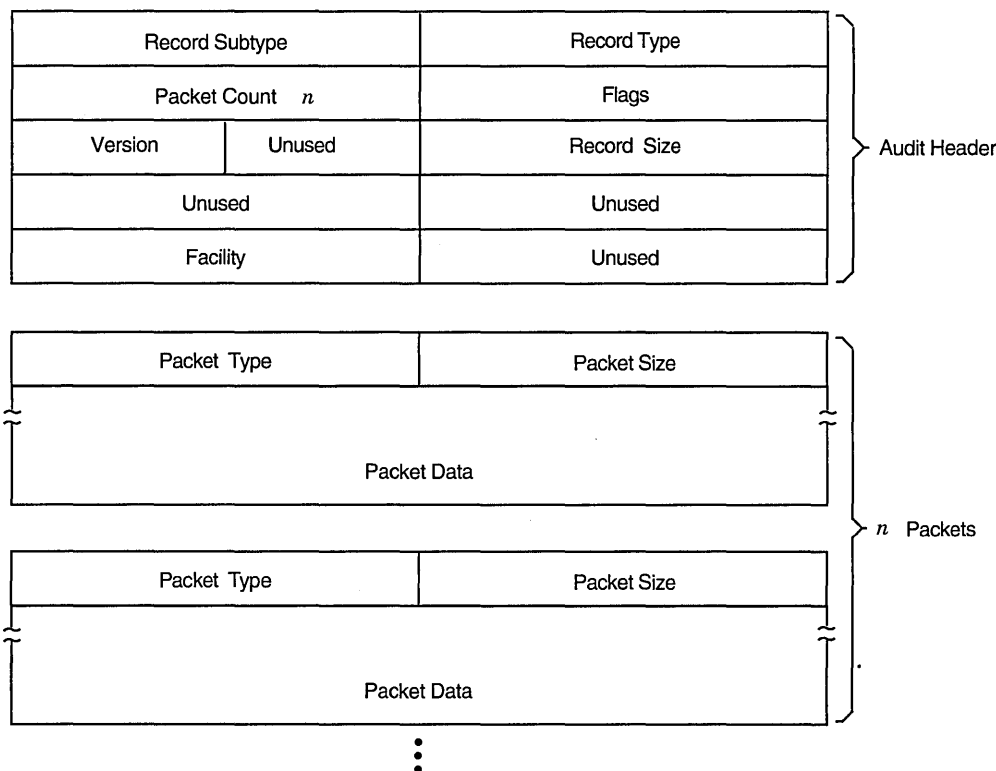 Record Subtype Record Type
Packet Count n Flags
Version Unused Record Size
Audit Header
Unused Unused
Facility Unused
Packet Type Packet Size
Packet Data
n Packets
Packet Type Packet Size
Packet Data